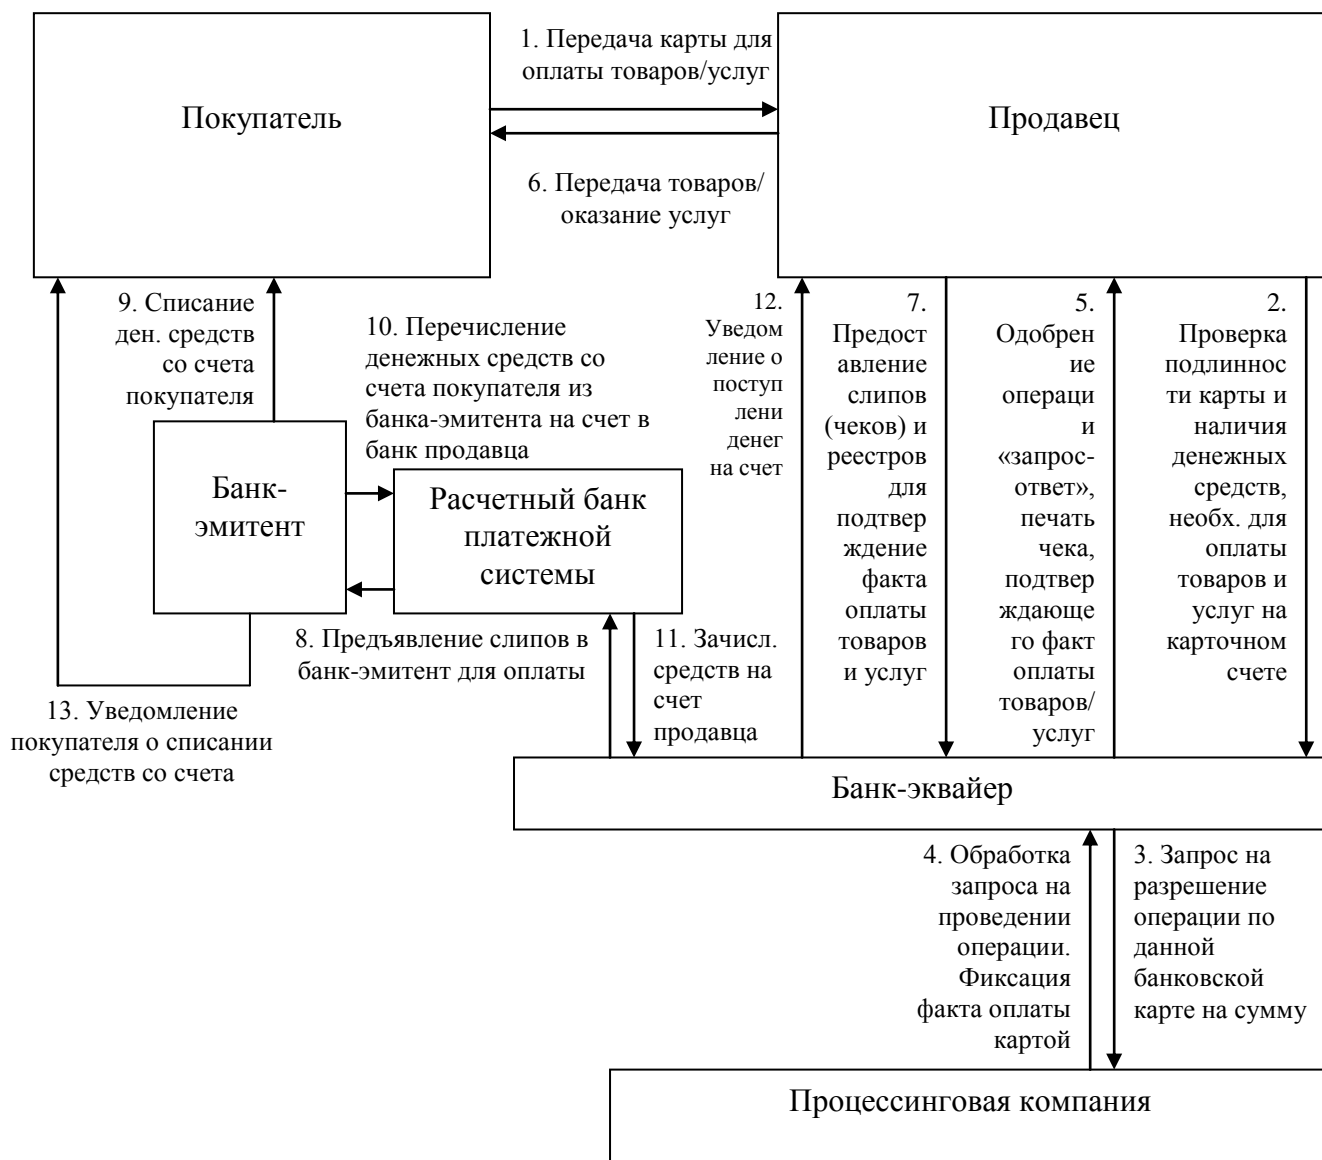 1. Передача карты для
оплаты товаров/услуг
Покупатель
Продавец
6. Передача товаров/
оказание услуг
9. Списание
ден. средств
со счета
покупателя
10. Перечисление
денежных средств со
счета покупателя из
банка-эмитента на счет в
банк продавца
12.
Уведом
ление о
поступ
лени
денег
на счет
7.
Предост
авление
слипов
(чеков) и
реестров
для
подтвер
ждение
факта
оплаты
товаров
и услуг
5.
Одобрен
ие
операци
и
«запрос-
ответ»,
печать
чека,
подтвер
ждающе
го факт
оплаты
товаров/
услуг
2.
Проверка
подлиннос
ти карты и
наличия
денежных
средств,
необх. для
оплаты
товаров и
услуг на
карточном
счете
Банк-
эмитент
Расчетный банк
платежной
системы
8. Предъявление слипов в
банк-эмитент для оплаты
11. Зачисл.
средств на
счет
продавца
13. Уведомление
покупателя о списании
средств со счета
Банк-эквайер
4. Обработка
запроса на
проведении
операции.
Фиксация
факта оплаты
картой
3. Запрос на
разрешение
операции по
данной
банковской
карте на сумму
Процессинговая компания